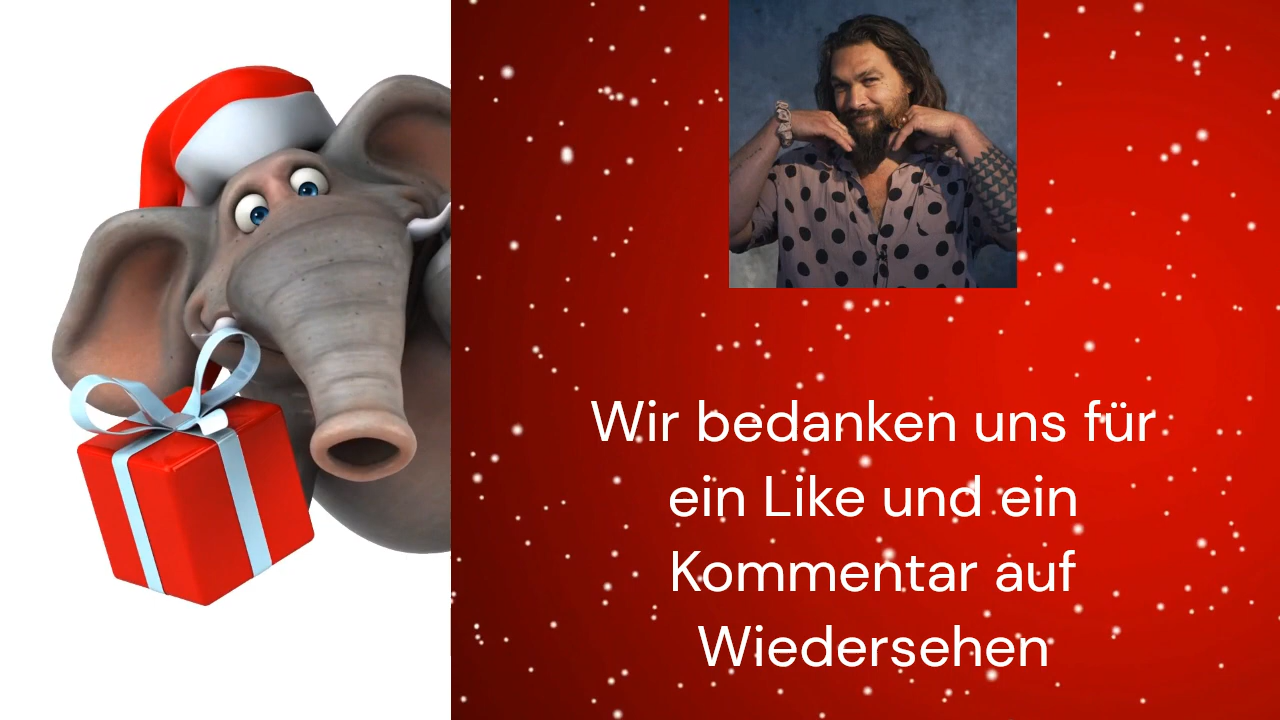 Wir bedanken uns für
ein Like und ein
Kommentar auf
Wiedersehen